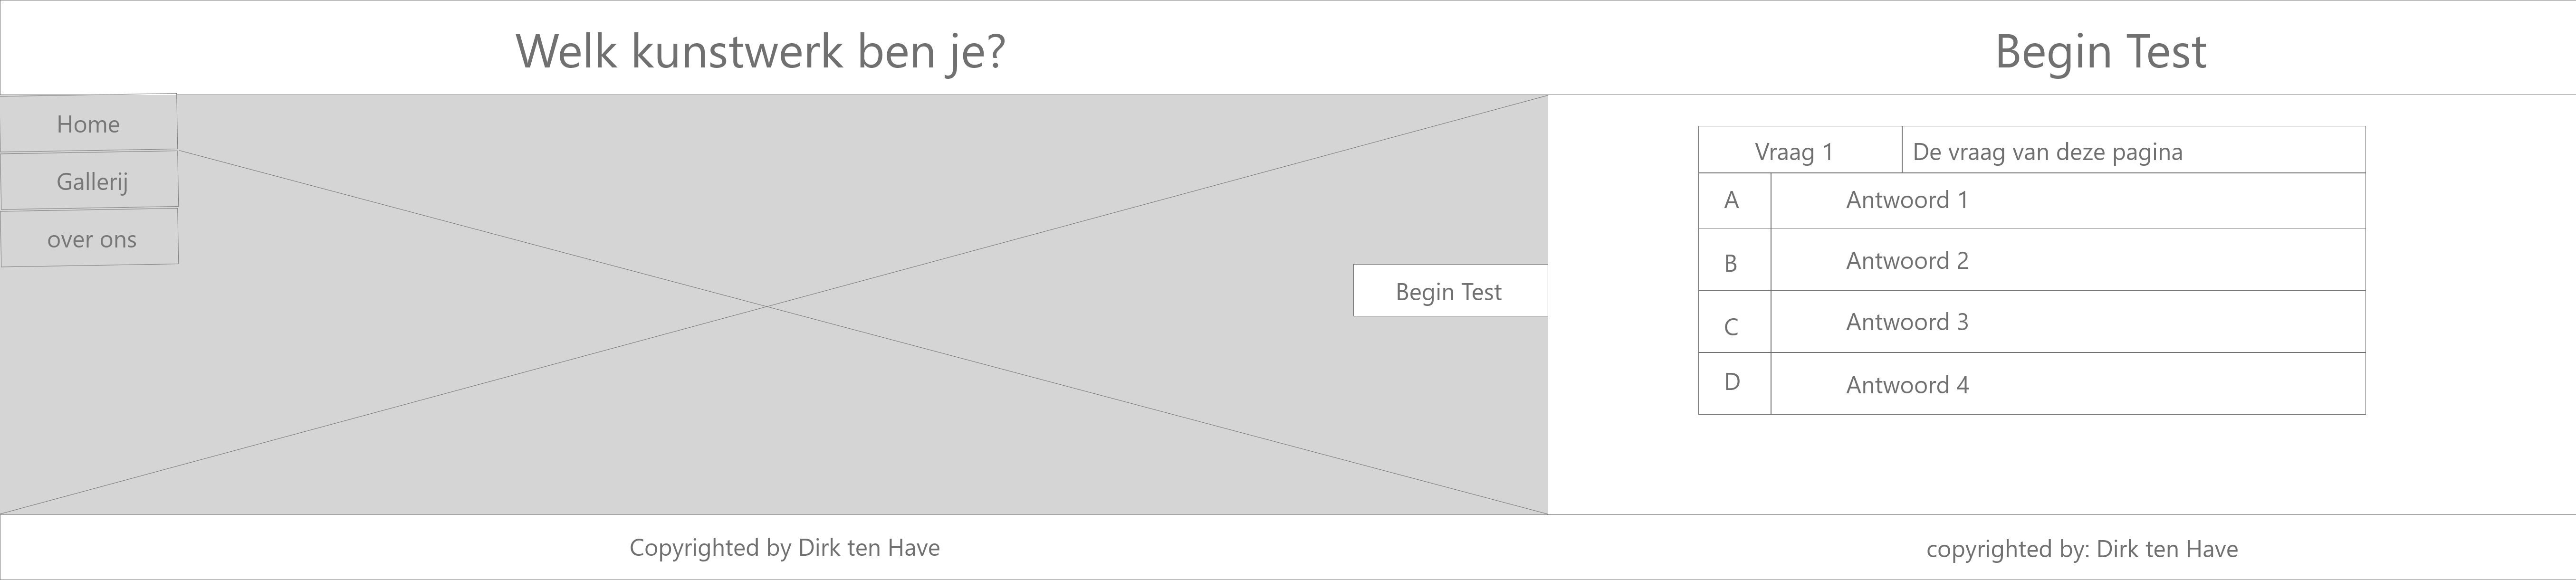 Welk kunstwerk ben je?
Home
Gallerij
over ons
Begin Test
Copyrighted by Dirk ten Have
Begin Test
Vraag 1 De vraag van deze pagina
A Antwoord 1
B Antwoord 2
C Antwoord 3
D Antwoord 4
copyrighted by: Dirk ten Have